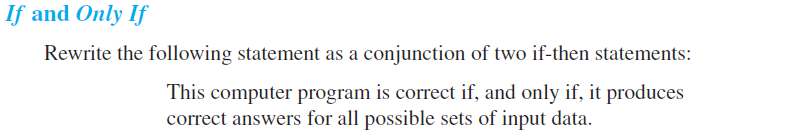 If and Only If
Rewrite the following statement as a conjunction of two if-then statements:
This computer program is correct if, and only if, it produces
correct answers for all possible sets of input data.